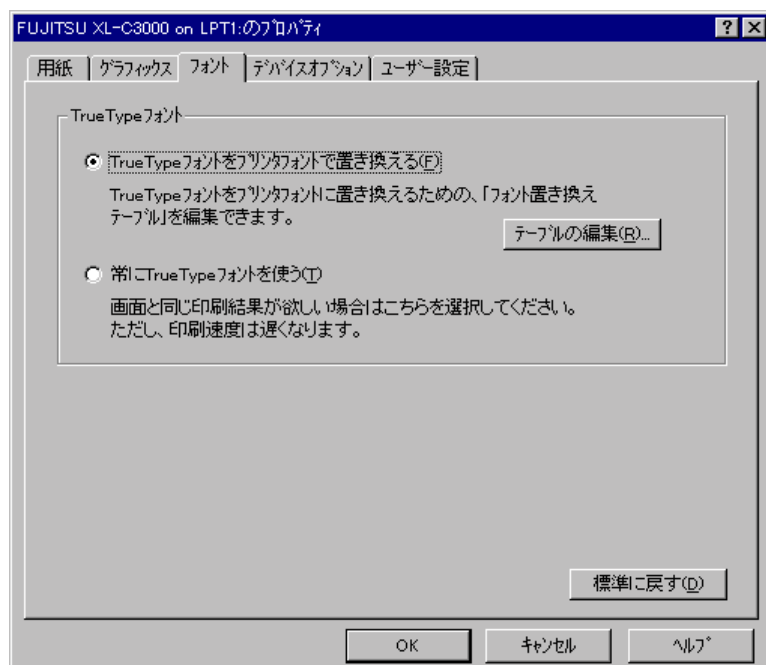 FUJITSU XL-C3000 on LPT1:のﾌﾟﾛﾊﾟﾃｨ
用紙 ｸﾞﾗﾌｨｯｸｽ ﾌｫﾝﾄ ﾃﾞﾊﾞｲｽｵﾌﾟｼｮﾝ ﾕｰｻﾞｰ設定
TrueTypeﾌｫﾝﾄ
TrueTypeﾌｫﾝﾄをﾌﾟﾘﾝﾀﾌｫﾝﾄで置き換える(F)
TrueTypeﾌｫﾝﾄをﾌﾟﾘﾝﾀﾌｫﾝﾄに置き換えるための、「ﾌｫﾝﾄ置き換え
ﾃｰﾌﾞﾙ」を編集できます。
ﾃｰﾌﾞﾙの編集(R)...
常にTrueTypeﾌｫﾝﾄを使う(T)
画面と同じ印刷結果が欲しい場合はこちらを選択してください。
ただし、印刷速度は遅くなります。
標準に戻す(D)
OK ｷｬﾝｾﾙ ﾍﾙﾌﾟ